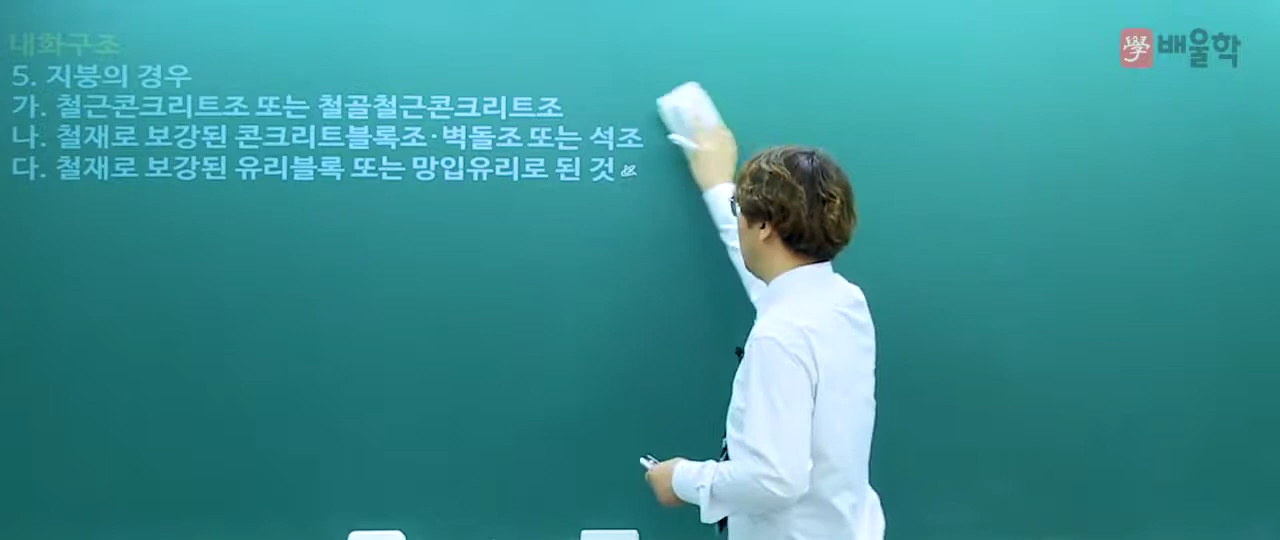 내화구조
學 배울학
5. 지붕의 경우
가. 철근콘크리트조 또는 철골철근콘크리트조
나. 철재로 보강된 콘크리트블록조·벽돌조 또는 석조
다. 철재로 보강된 유리블록 또는 망입유리로 된 것